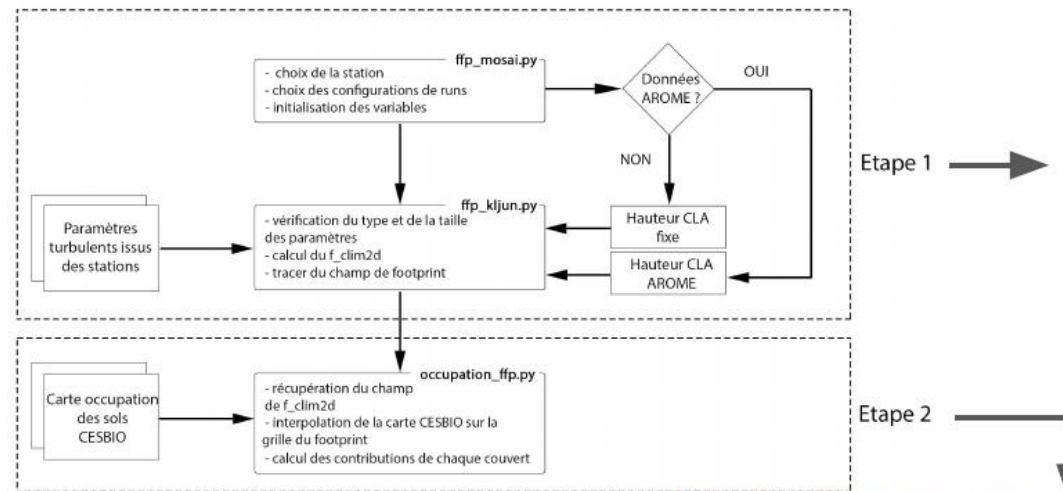 ffp_mosai.py
- choix de la station
- choix des configurations de runs
- initialisation des variables
Données
AROME ?
OUI
NON
Etape 1
Paramètres
turbulents issus
des stations
ffp_kljun.py
- vérification du type et de la taille
des paramètres
- calcul du f_clim2d
- tracer du champ de footprint
Hauteur CLA
fixe
Hauteur CLA
AROME
Carte occupation
des sols
CESBIO
occupation_ffp.py
- récupération du champ
de f_clim2d
- interpolation de la carte CESBIO sur la
grille du footprint
- calcul des contributions de chaque couvert
Etape 2